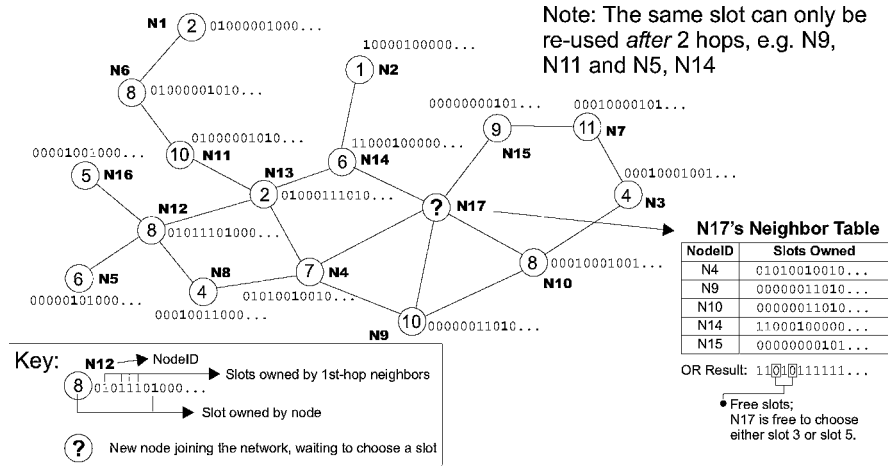 Note: The same slot can only be
re-used after 2 hops, e.g. N9,
N11 and N5, N14
N1
2
01000001000...
N6
8
01000001010...
10000100000...
1
N2
01000001010...
10
N11
11000100000...
6
N14
00000000101...
9
N15
00010000101...
11
N7
00001001000...
5
N16
N13
2
01000111010...
?
N17
00010001001...
4
N3
N12
8
01011101000...
6
N5
00000101000...
N8
4
00010011000...
7
N4
01010010010...
8
00010001001...
N10
10
N9
00000011010...
N17's Neighbor Table
NodeID Slots Owned
N4 01010010010...
N9 00000011010...
N10 00000011010...
N14 11000100000...
N15 00000000101...
OR Result: 11010111111...
Free slots;
N17 is free to choose
either slot 3 or slot 5.
Key:
N12
NodeID
8
01011101000...
Slots owned by 1st-hop neighbors
Slot owned by node
?
New node joining the network, waiting to choose a slot